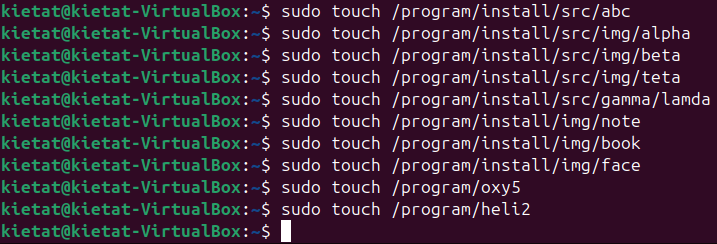 kietat@kietat-VirtualBox:~$ sudo touch /program/install/src/abc
kietat@kietat-VirtualBox:~$ sudo touch /program/install/src/img/alpha
kietat@kietat-VirtualBox:~$ sudo touch /program/install/src/img/beta
kietat@kietat-VirtualBox:~$ sudo touch /program/install/src/img/teta
kietat@kietat-VirtualBox:~$ sudo touch /program/install/src/gamma/lamda
kietat@kietat-VirtualBox:~$ sudo touch /program/install/img/note
kietat@kietat-VirtualBox:~$ sudo touch /program/install/img/book
kietat@kietat-VirtualBox:~$ sudo touch /program/install/img/face
kietat@kietat-VirtualBox:~$ sudo touch /program/oxy5
kietat@kietat-VirtualBox:~$ sudo touch /program/heli2
kietat@kietat-VirtualBox:~$